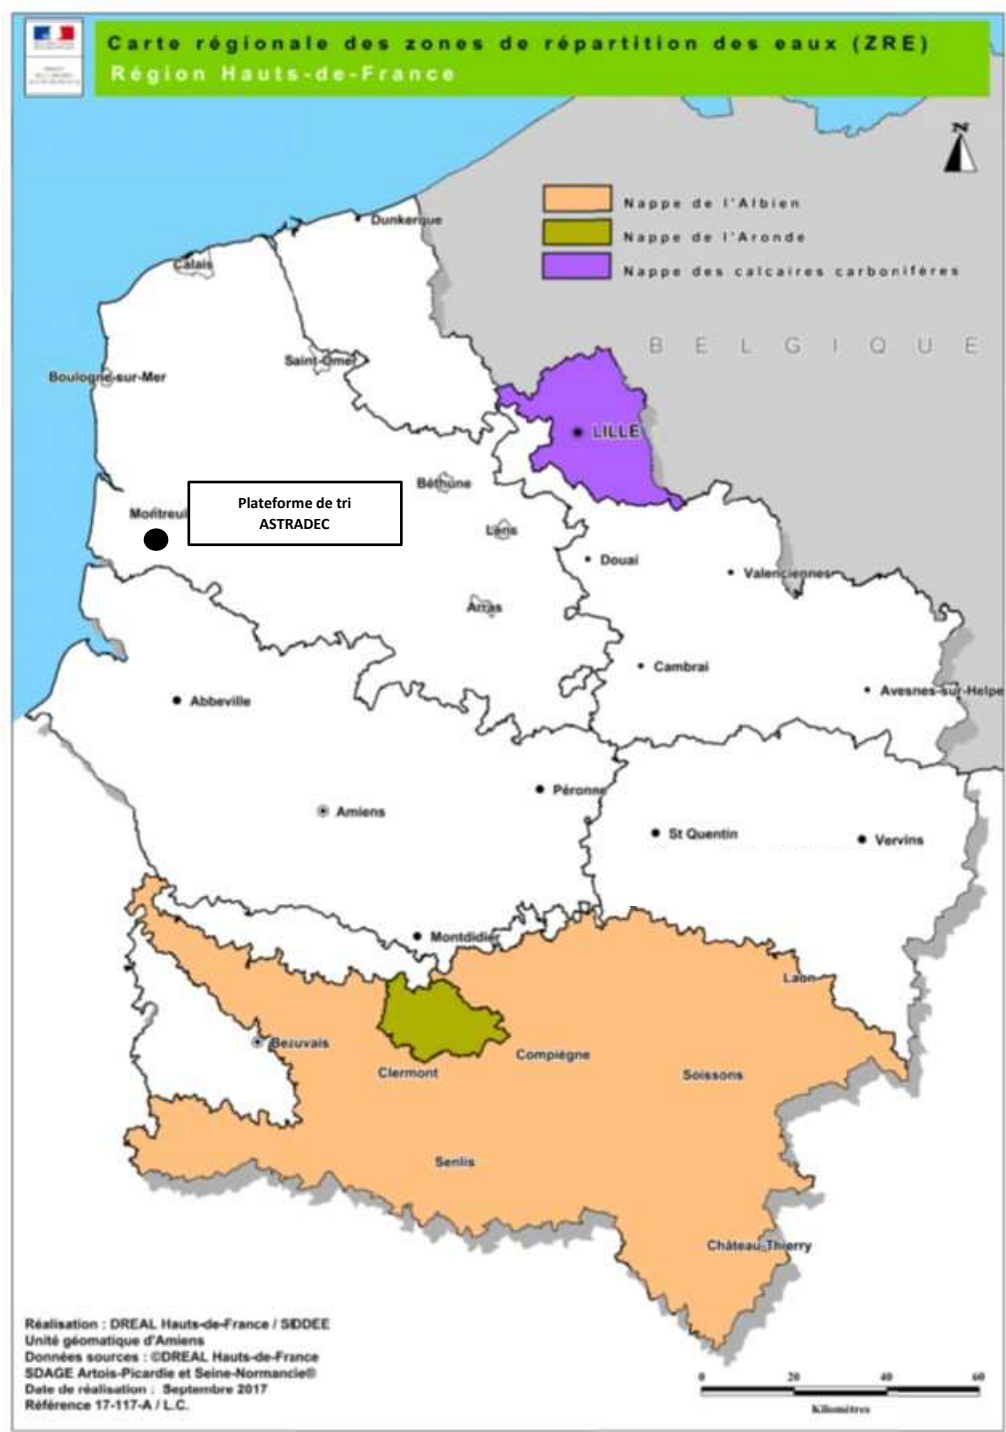 Carte régionale des zones de répartition des eaux (ZRE)
Région Hauts-de-France
N
Nappe de l'Albien
Nappe de l'Aronde
Nappe des calcaires carbonifères
BELGIQUE
Dunkerque
Calais
Saint-Omer
Boulogne-sur-Mer
LILLE
Béthune
Montreuil
Plateforme de tri
ASTRADEC
Lens
Douai
Valenciennes
Arras
Cambrai
Avesnes-sur-Helpe
Abbeville
Péronne
Amiens
St Quentin
Vervins
Montdidier
Laon
Beauvais
Compiègne
Clermont
Soissons
Senlis
Château-Thierry
Réalisation : DREAL Hauts-de-France / SIDDEE
Unité géomatique d'Amiens
Données sources : ©DREAL Hauts-de-France
SDAGE Artois-Picardie et Seine-Normancie®
Date de réalisation : Septembre 2017
Référence 17-117-A / L.C.
0 20 40 60
Kilomètres